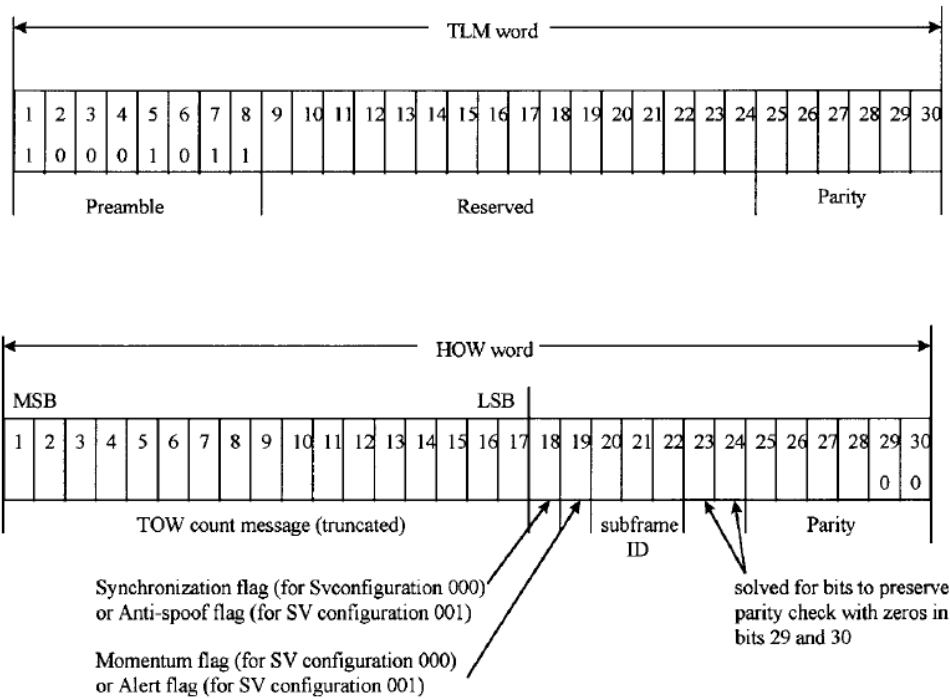 TLM word
1 2 3 4 5 6 7 8 9 10 11 12 13 14 15 16 17 18 19 20 21 22 23 24 25 26 27 28 29 30
1 0 0 0 1 0 1 1
Preamble Reserved Parity
HOW word
MSB LSB
1 2 3 4 5 6 7 8 9 10 11 12 13 14 15 16 17 18 19 20 21 22 23 24 25 26 27 28 29 30
0 0
TOW count message (truncated) subframe Parity
ID
Synchronization flag (for Svconfiguration 000)
or Anti-spoof flag (for SV configuration 001)
solved for bits to preserve
parity check with zeros in
bits 29 and 30
Momentum flag (for SV configuration 000)
or Alert flag (for SV configuration 001)